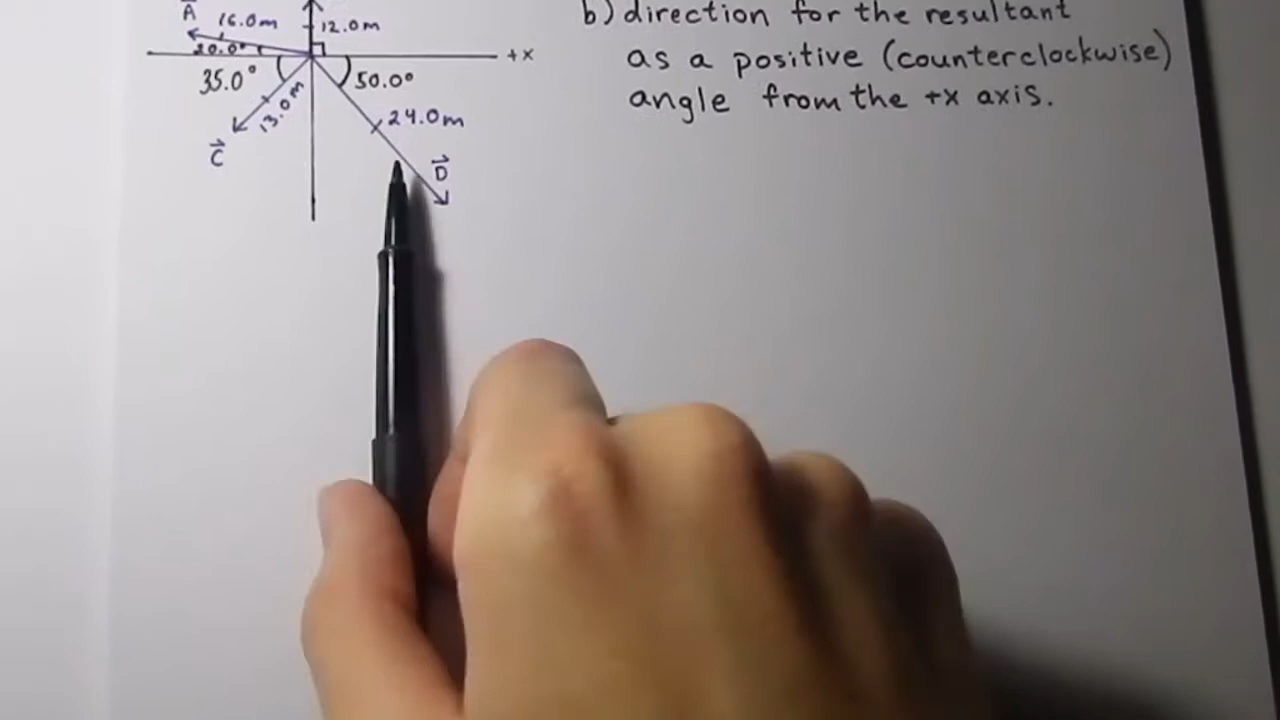 A
16.0m
12.0m
20.0°
+x
35.0°
50.0°
13.0m
24.0m
C
D
b) direction for the resultant
as a positive (counterclockwise)
angle from the +x axis.